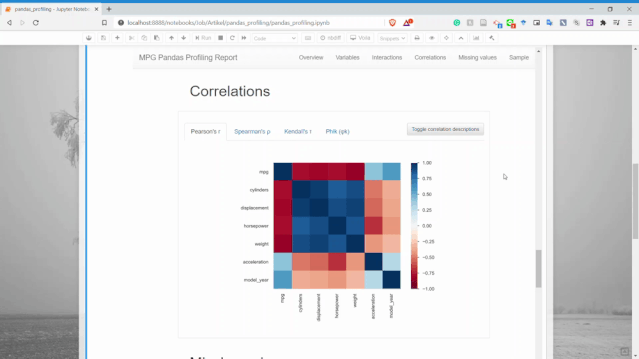 pandas_profiling - Jupyter Noteb
localhost:8888/notebooks/Job/Artikel/pandas_profiling/pandas_profiling.ipynb
Run
Code
nbdiff
Voila
Snippets
MPG Pandas Profiling Report
Overview
Variables
Interactions
Correlations
Missing values
Sample
Correlations
Pearson's r
Spearman's ρ
Kendall's τ
Phik (φk)
Toggle correlation descriptions
mpg
cylinders
displacement
horsepower
weight
acceleration
model_year
1.00
0.75
0.50
0.25
0.00
−0.25
−0.50
−0.75
−1.00
mpg
cylinders
displacement
horsepower
weight
acceleration
model_year